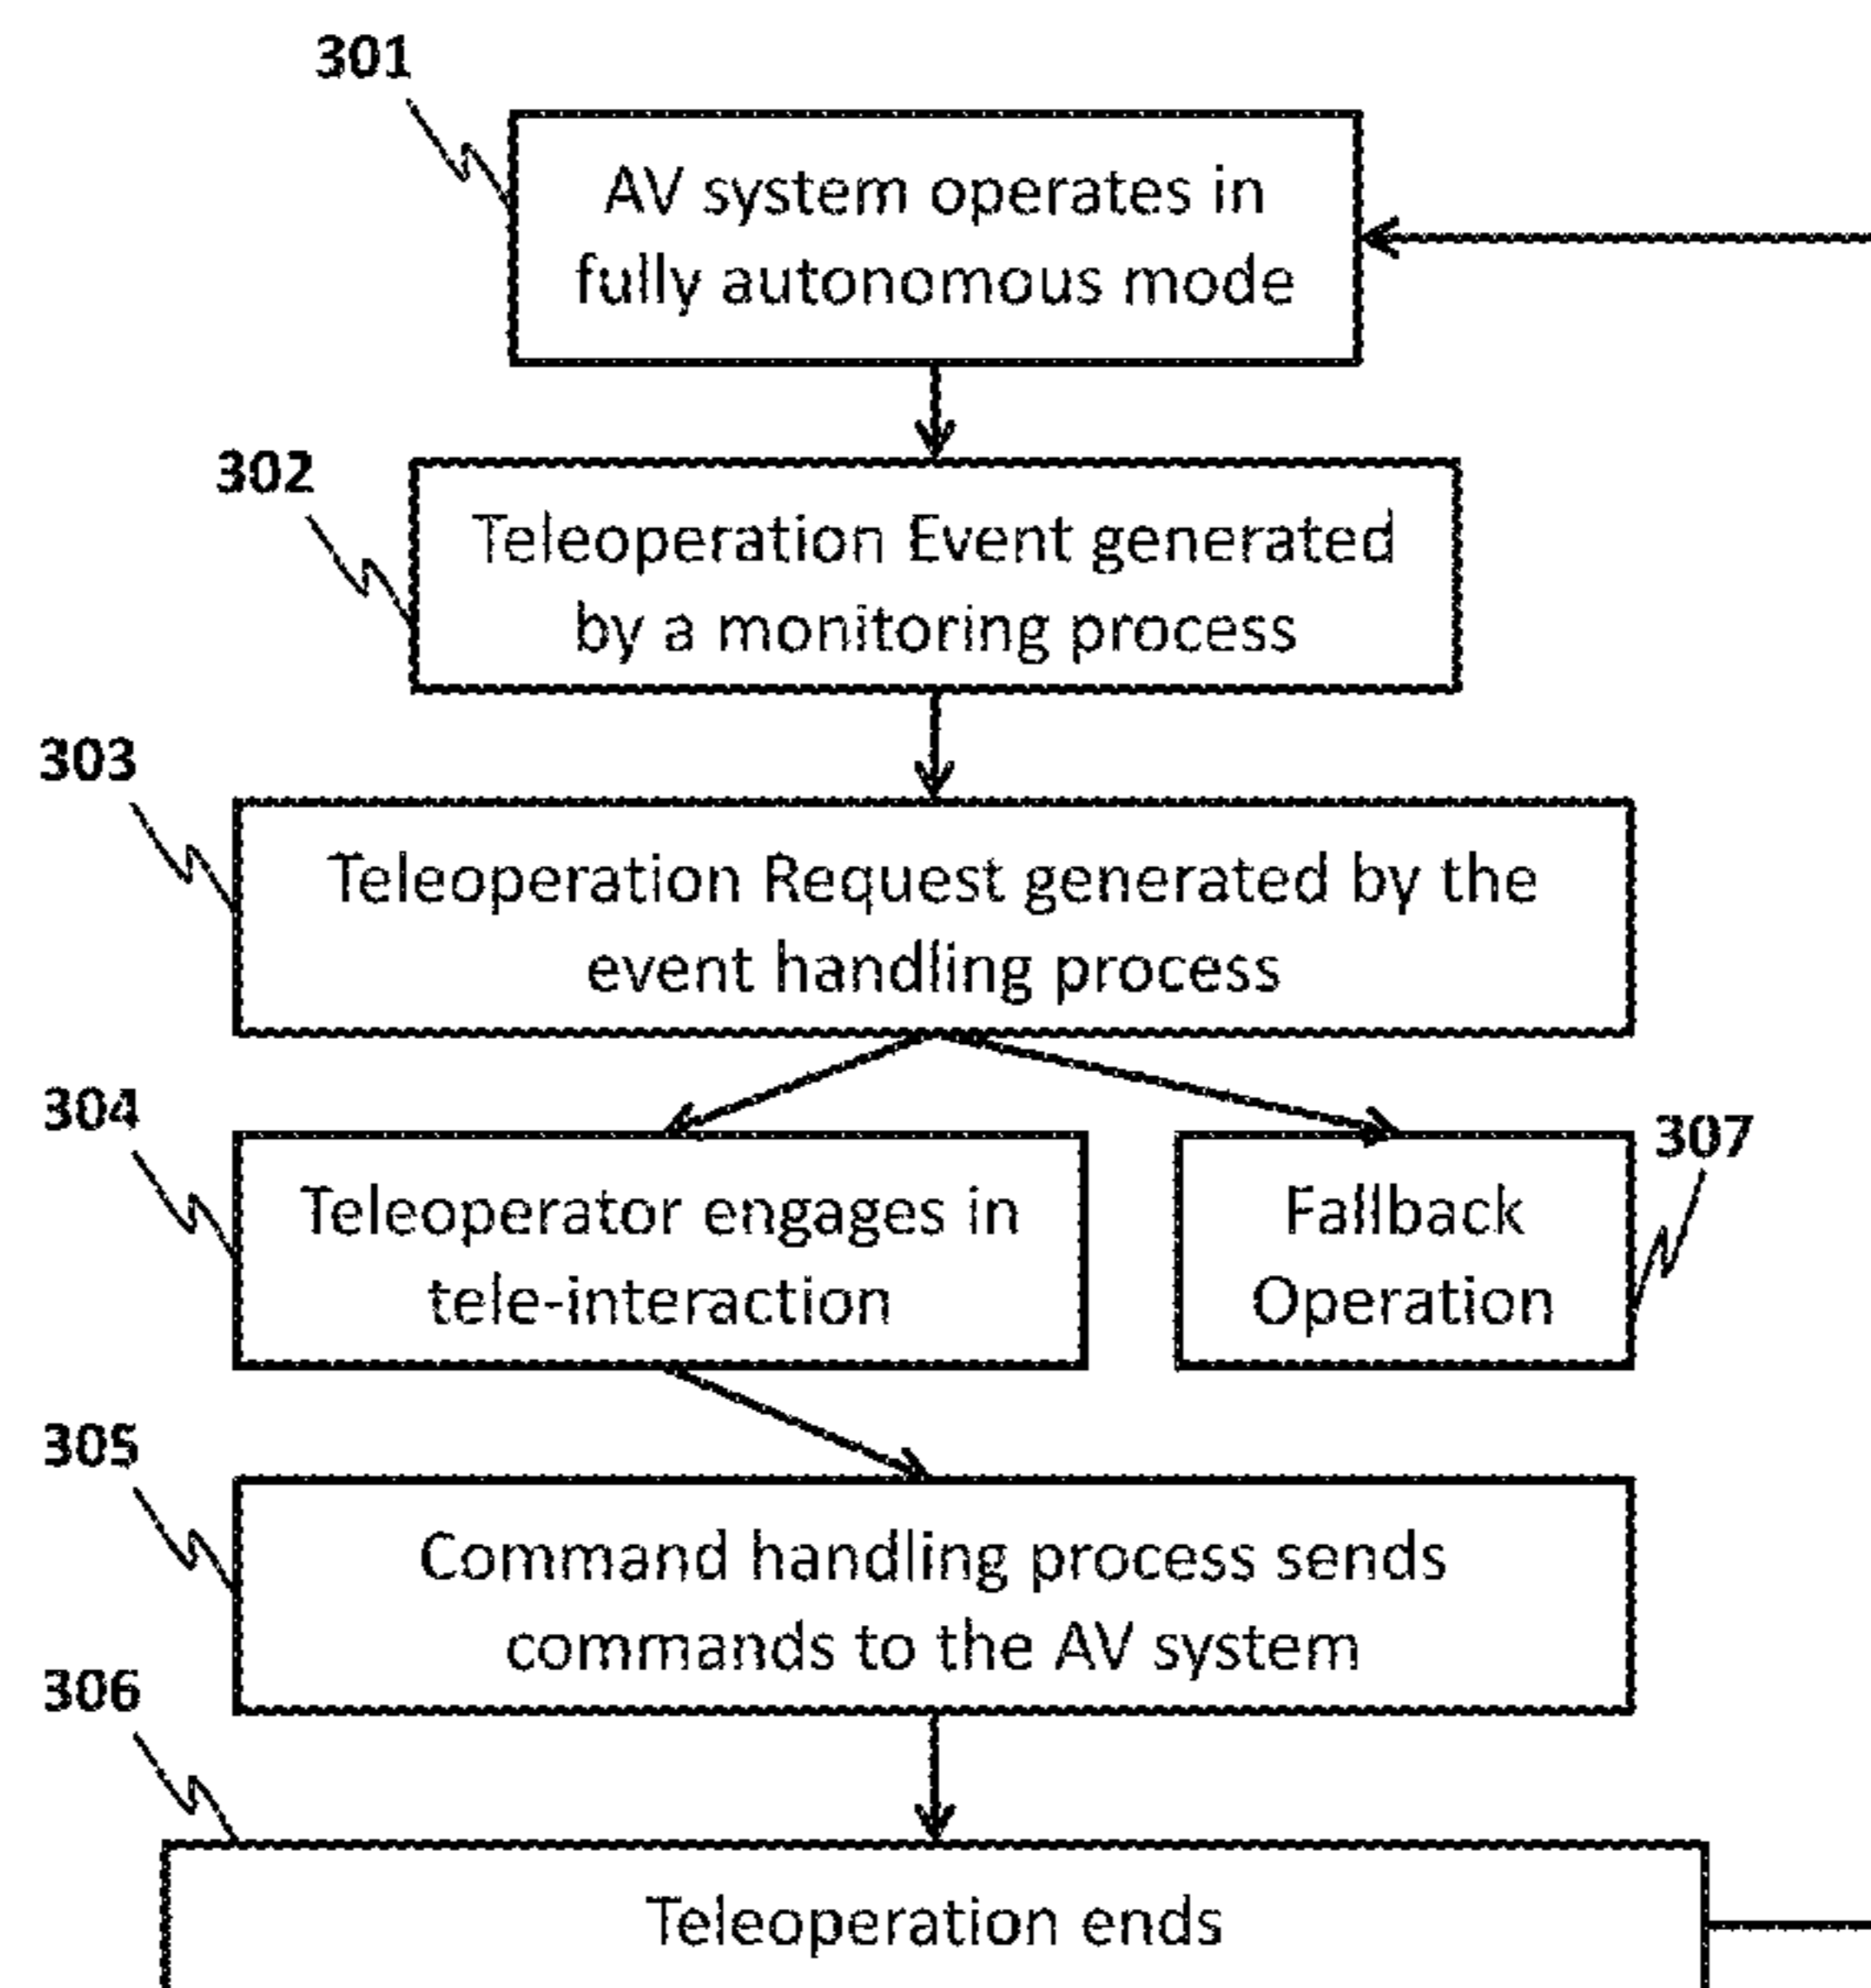 301
AV system operates in
fully autonomous mode
302
Teleoperation Event generated
by a monitoring process
303
Teleoperation Request generated by the
event handling process
304
Teleoperator engages in
tele-interaction
307
Fallback
Operation
305
Command handling process sends
commands to the AV system
306
Teleoperation ends